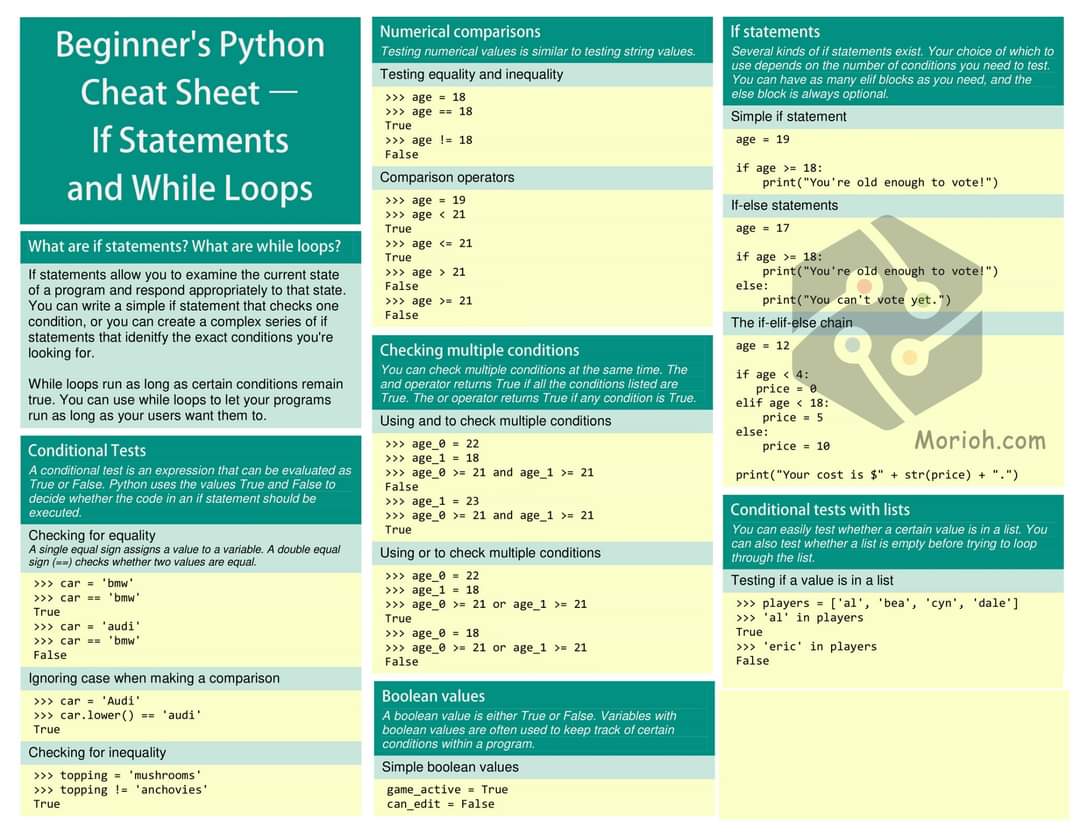 Beginner's Python
Cheat Sheet —
If Statements
and While Loops
What are if statements? What are while loops?
If statements allow you to examine the current state
of a program and respond appropriately to that state.
You can write a simple if statement that checks one
condition, or you can create a complex series of if
statements that idenitfy the exact conditions you're
looking for.
While loops run as long as certain conditions remain
true. You can use while loops to let your programs
run as long as your users want them to.
Conditional Tests
A conditional test is an expression that can be evaluated as
True or False. Python uses the values True and False to
decide whether the code in an if statement should be
executed.
Checking for equality
A single equal sign assigns a value to a variable. A double equal
sign (==) checks whether two values are equal.
>>> car = 'bmw'
>>> car == 'bmw'
True
>>> car = 'audi'
>>> car == 'bmw'
False
Ignoring case when making a comparison
>>> car = 'Audi'
>>> car.lower() == 'audi'
True
Checking for inequality
>>> topping = 'mushrooms'
>>> topping != 'anchovies'
True
Numerical comparisons
Testing numerical values is similar to testing string values.
Testing equality and inequality
>>> age = 18
>>> age == 18
True
>>> age != 18
False
Comparison operators
>>> age = 19
>>> age < 21
True
>>> age <= 21
True
>>> age > 21
False
>>> age >= 21
False
Checking multiple conditions
You can check multiple conditions at the same time. The
and operator returns True if all the conditions listed are
True. The or operator returns True if any condition is True.
Using and to check multiple conditions
>>> age_0 = 22
>>> age_1 = 18
>>> age_0 >= 21 and age_1 >= 21
False
>>> age_1 = 23
>>> age_0 >= 21 and age_1 >= 21
True
Using or to check multiple conditions
>>> age_0 = 22
>>> age_1 = 18
>>> age_0 >= 21 or age_1 >= 21
True
>>> age_0 = 18
>>> age_0 >= 21 or age_1 >= 21
False
Boolean values
A boolean value is either True or False. Variables with
boolean values are often used to keep track of certain
conditions within a program.
Simple boolean values
game_active = True
can_edit = False
If statements
Several kinds of if statements exist. Your choice of which to
use depends on the number of conditions you need to test.
You can have as many elif blocks as you need, and the
else block is always optional.
Simple if statement
age = 19
if age >= 18:
    print("You're old enough to vote!")
If-else statements
age = 17
if age >= 18:
    print("You're old enough to vote!")
else:
    print("You can't vote yet.")
The if-elif-else chain
age = 12
if age < 4:
   price = 0
elif age < 18:
    price = 5
else:
    price = 10
Morioh.com
print("Your cost is $" + str(price) + ".")
Conditional tests with lists
You can easily test whether a certain value is in a list. You
can also test whether a list is empty before trying to loop
through the list.
Testing if a value is in a list
>>> players = ['al', 'bea', 'cyn', 'dale']
>>> 'al' in players
True
>>> 'eric' in players
False